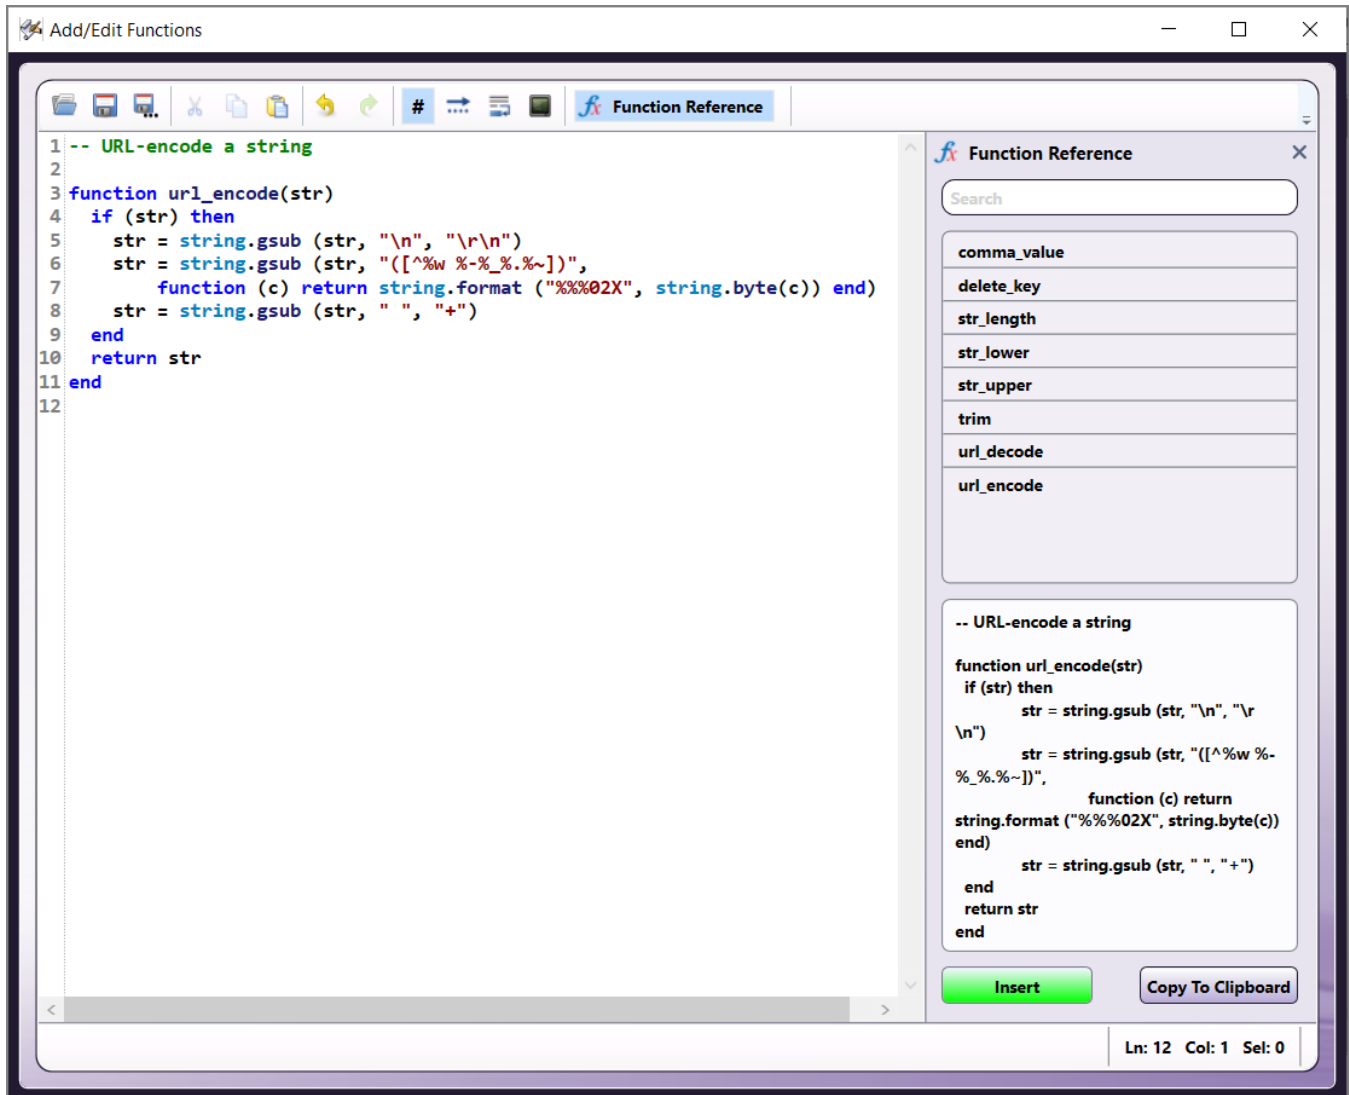 Add/Edit Functions
# fx Function Reference
1 -- URL-encode a string
2
3 function url_encode(str)
4   if (str) then
5     str = string.gsub (str, "\n", "\r\n")
6     str = string.gsub (str, "([^%w %-%_%.%~])",
7         function (c) return string.format ("%%%02X", string.byte(c)) end)
8     str = string.gsub (str, " ", "+")
9   end
10   return str
11 end
12
fx Function Reference
Search
comma_value
delete_key
str_length
str_lower
str_upper
trim
url_decode
url_encode
-- URL-encode a string
function url_encode(str)
if (str) then
str = string.gsub (str, "\n", "\r
\n")
str = string.gsub (str, "([^%w %-
%_%.%~])",
function (c) return
string.format ("%%%02X", string.byte(c))
end)
str = string.gsub (str, " ", "+")
end
return str
end
Insert
Copy To Clipboard
Ln: 12 Col: 1 Sel: 0